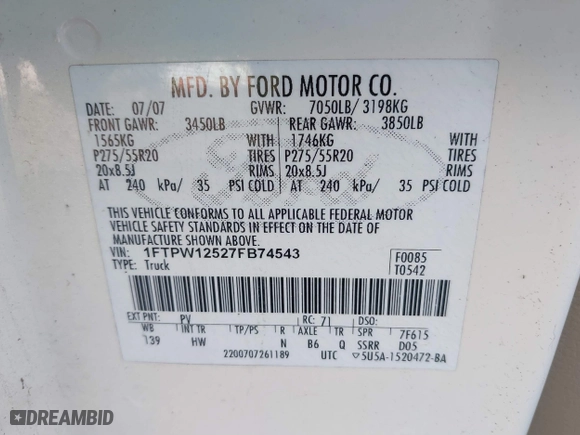 MFD. BY FORD MOTOR CO.
DATE: 07/07 GVWR: 7050LB/ 3198KG
FRONT GAWR: 3450LB REAR GAWR: 3850LB
1565KG WITH 1746KG WITH
P275/55R20 TIRES P275/55R20 TIRES
20x8.5J RIMS 20x8.5J RIMS
AT 240 kPa/ 35 PSI COLD AT 240 kPa/ 35 PSI COLD
THIS VEHICLE CONFORMS TO ALL APPLICABLE FEDERAL MOTOR
VEHICLE SAFETY STANDARDS IN EFFECT ON THE DATE OF
MANUFACTURE SHOWN ABOVE.
VIN: 1FTPW12527FB74543 F0085
TYPE: Truck T0542
EXT PNT: PV RC: 71 DSO:
WB INT TR TP/PS R AXLE TR SPR 7F615
139 HW N B6 Q SSRR D05
2200707261189 UTC 5U5A-1520472-BA
DREAMBID